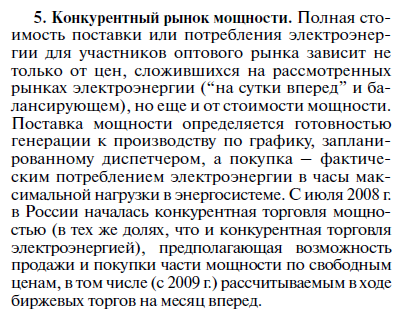 5. Конкурентный рынок мощности. Полная сто-
имость поставки или потребления электроэнер-
гии для участников оптового рынка зависит не
только от цен, сложившихся на рассмотренных
рынках электроэнергии (“на сутки вперед” и ба-
лансирующем), но еще и от стоимости мощности.
Поставка мощности определяется готовностью
генерации к производству по графику, заплани-
рованному диспетчером, а покупка – фактиче-
ским потреблением электроэнергии в часы мак-
симальной нагрузки в энергосистеме. С июля 2008 г.
в России началась конкурентная торговля мощно-
стью (в тех же долях, что и конкурентная торговля
электроэнергией), предполагающая возможность
продажи и покупки части мощности по свободным
ценам, в том числе (с 2009 г.) рассчитываемым в ходе
биржевых торгов на месяц вперед.